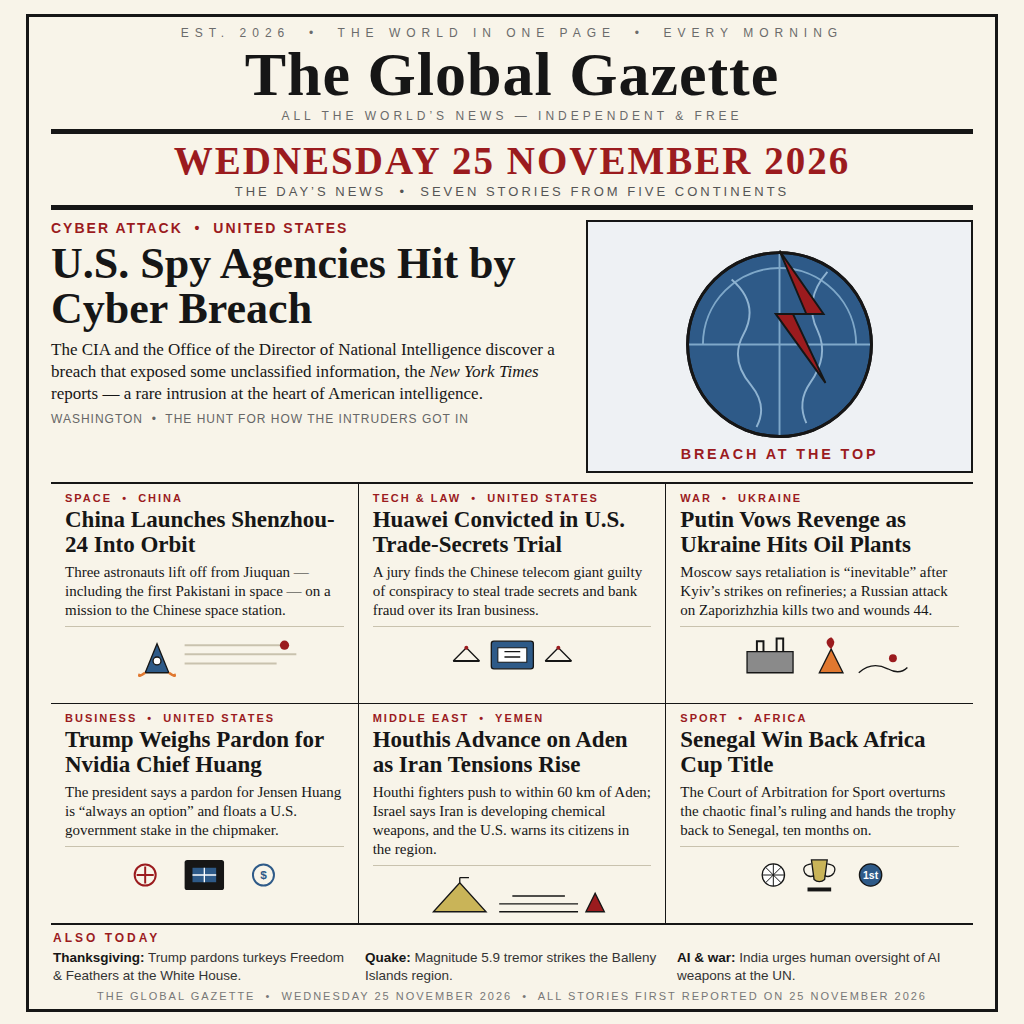 EST. 2026 • THE WORLD IN ONE PAGE • EVERY MORNING
The Global Gazette
ALL THE WORLD’S NEWS — INDEPENDENT & FREE
WEDNESDAY 25 NOVEMBER 2026
THE DAY’S NEWS • SEVEN STORIES FROM FIVE CONTINENTS
CYBER ATTACK • UNITED STATES
U.S. Spy Agencies Hit by
Cyber Breach
The CIA and the Office of the Director of National Intelligence discover a
breach that exposed some unclassified information, the New York Times
reports — a rare intrusion at the heart of American intelligence.
WASHINGTON • THE HUNT FOR HOW THE INTRUDERS GOT IN
BREACH AT THE TOP
SPACE • CHINA
China Launches Shenzhou-
24 Into Orbit
Three astronauts lift off from Jiuquan —
including the first Pakistani in space — on a
mission to the Chinese space station.
TECH & LAW • UNITED STATES
Huawei Convicted in U.S.
Trade-Secrets Trial
A jury finds the Chinese telecom giant guilty
of conspiracy to steal trade secrets and bank
fraud over its Iran business.
WAR • UKRAINE
Putin Vows Revenge as
Ukraine Hits Oil Plants
Moscow says retaliation is “inevitable” after
Kyiv’s strikes on refineries; a Russian attack
on Zaporizhzhia kills two and wounds 44.
BUSINESS • UNITED STATES
Trump Weighs Pardon for
Nvidia Chief Huang
The president says a pardon for Jensen Huang
is “always an option” and floats a U.S.
government stake in the chipmaker.
$
MIDDLE EAST • YEMEN
Houthis Advance on Aden
as Iran Tensions Rise
Houthi fighters push to within 60 km of Aden;
Israel says Iran is developing chemical
weapons, and the U.S. warns its citizens in
the region.
SPORT • AFRICA
Senegal Win Back Africa
Cup Title
The Court of Arbitration for Sport overturns
the chaotic final’s ruling and hands the trophy
back to Senegal, ten months on.
1st
ALSO TODAY
Thanksgiving: Trump pardons turkeys Freedom
& Feathers at the White House.
Quake: Magnitude 5.9 tremor strikes the Balleny
Islands region.
AI & war: India urges human oversight of AI
weapons at the UN.
THE GLOBAL GAZETTE • WEDNESDAY 25 NOVEMBER 2026 • ALL STORIES FIRST REPORTED ON 25 NOVEMBER 2026